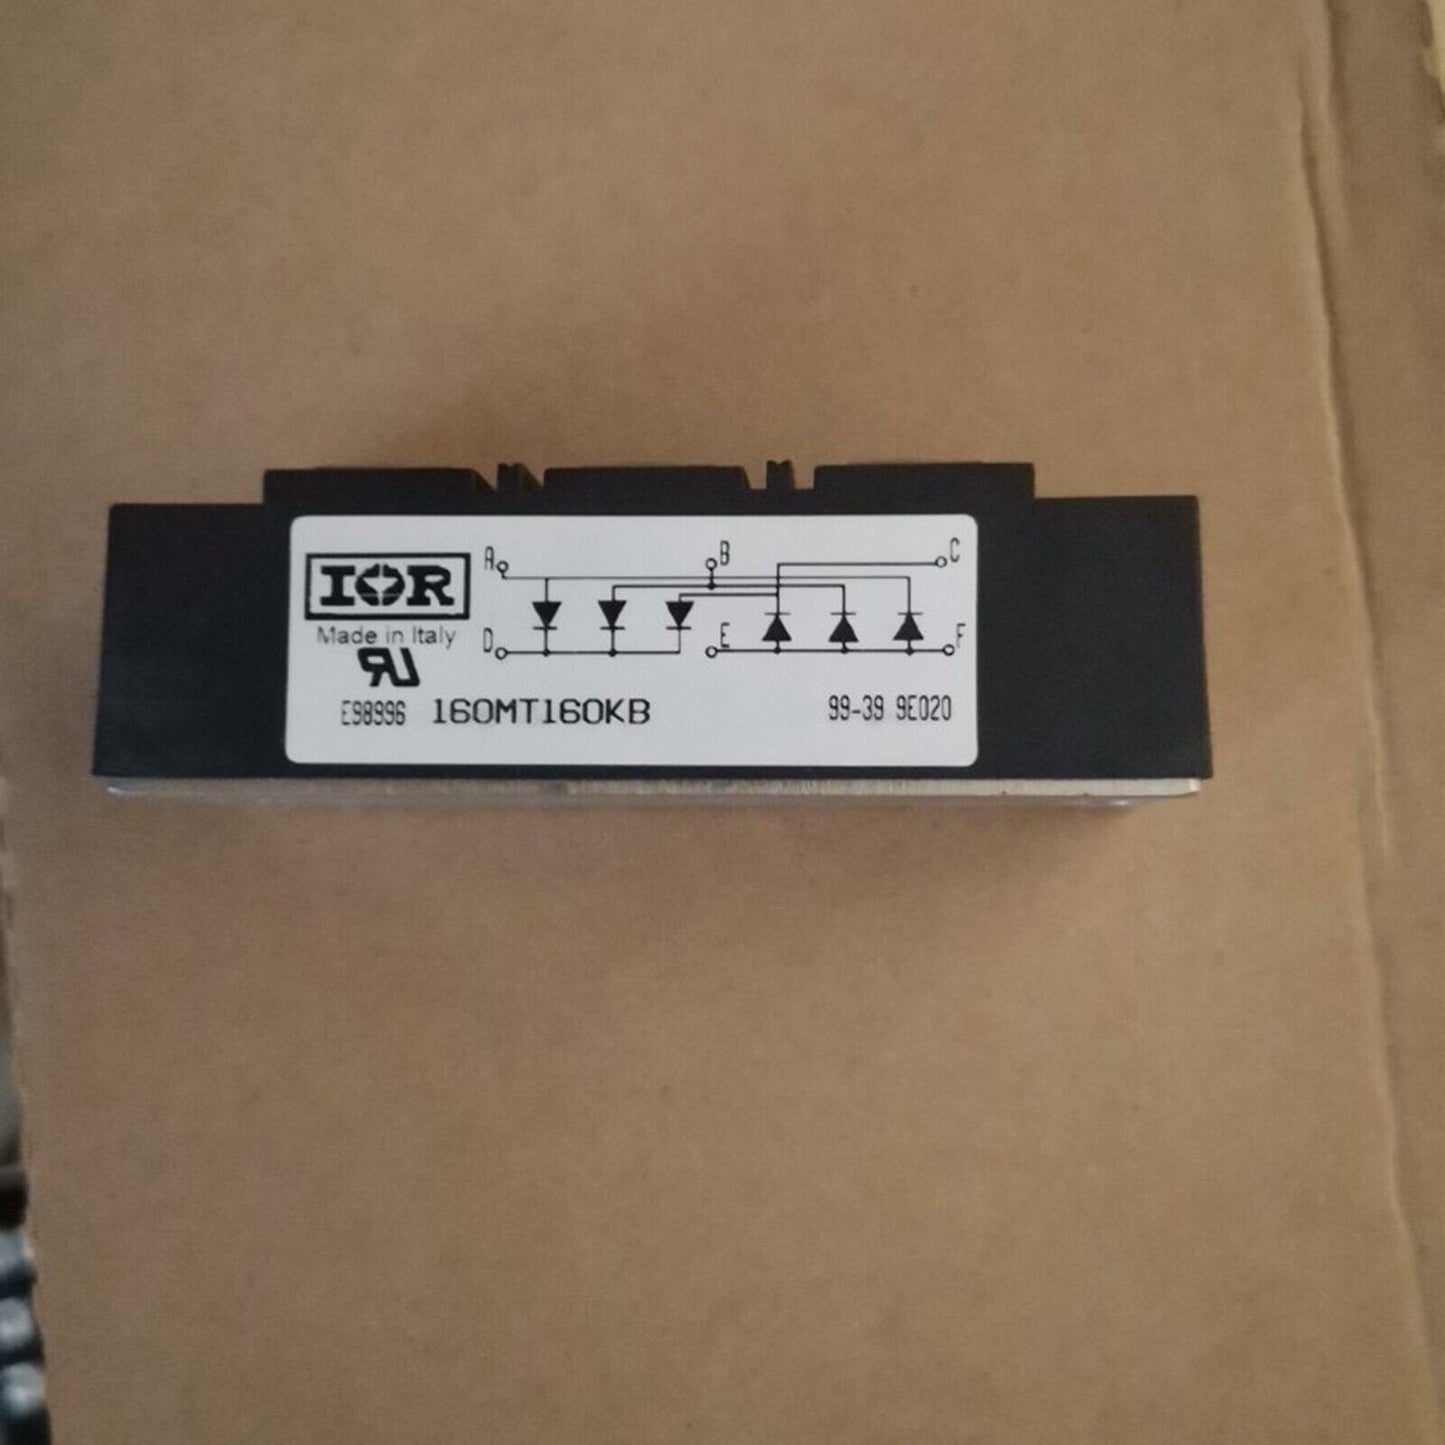 IOR
Made in Italy
A B C
D E F
E98996 160MT160KB 99-39 9E020